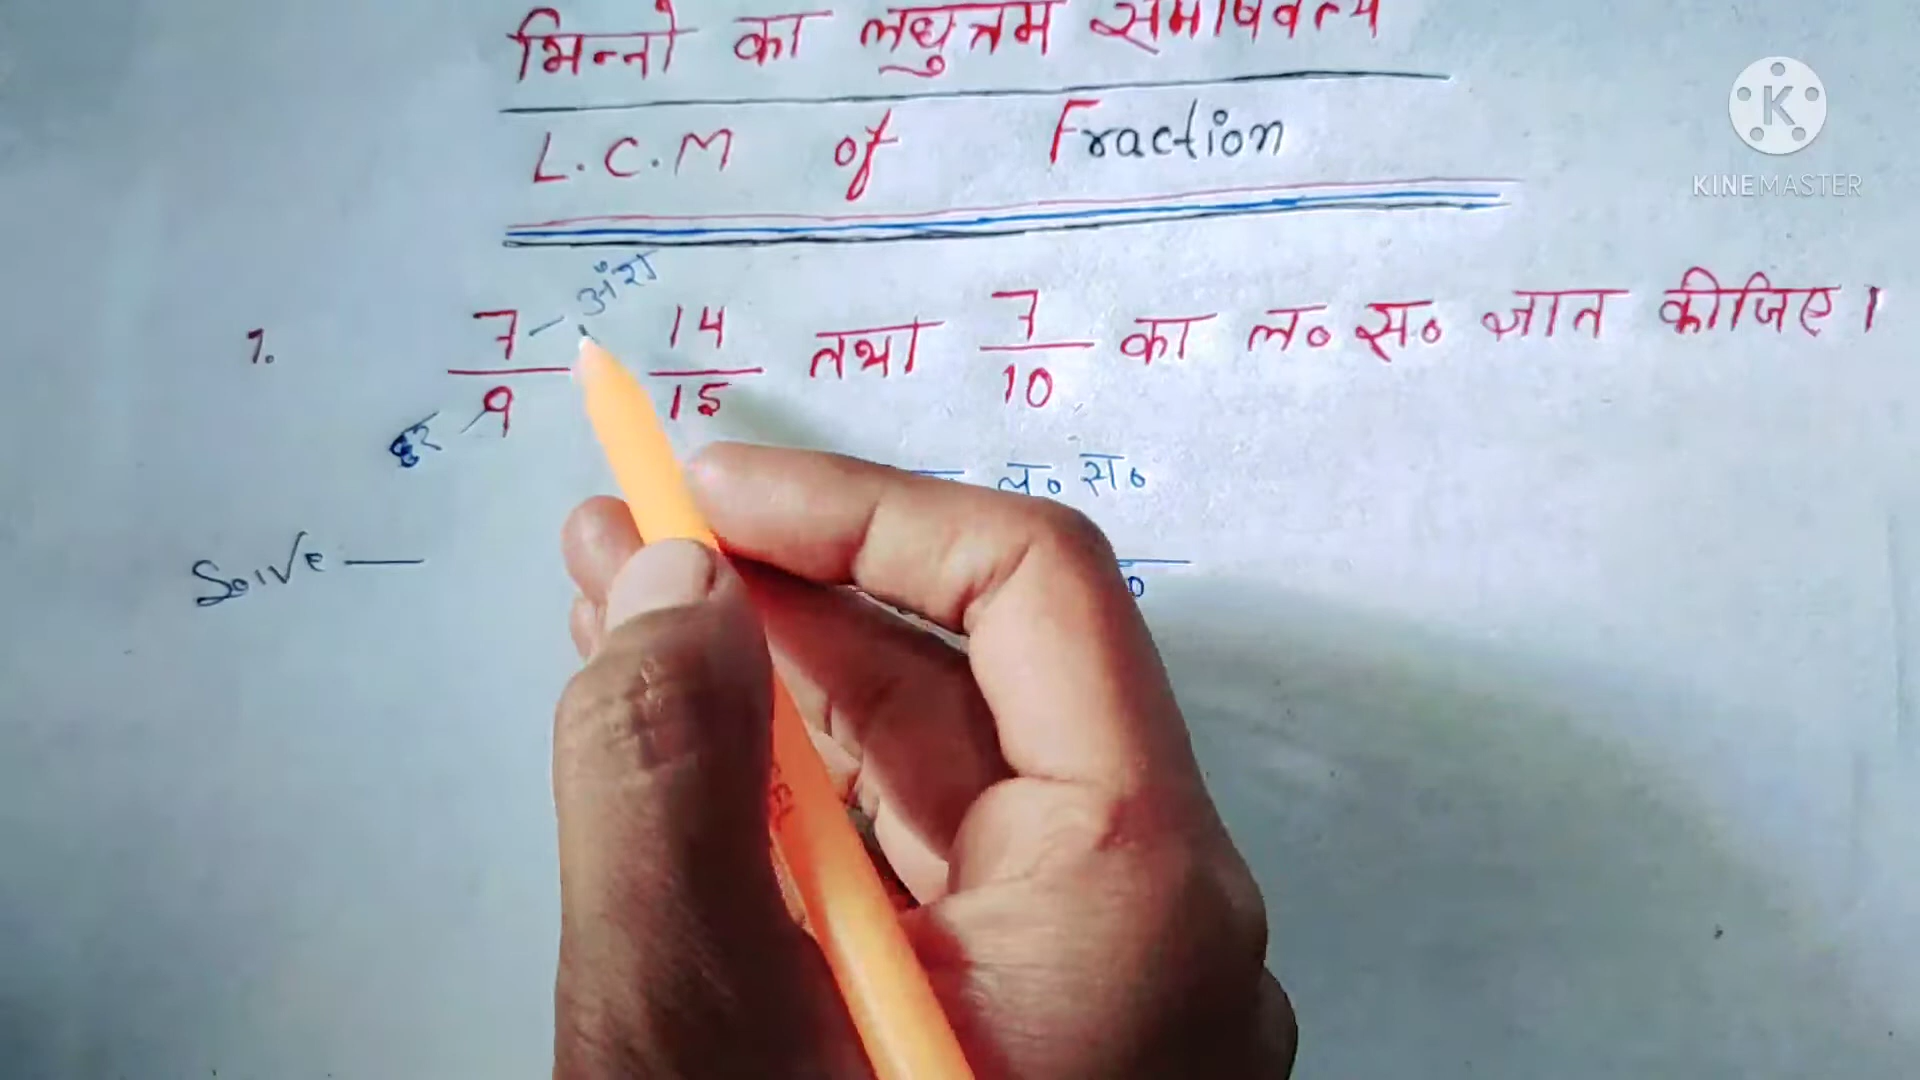 भिन्नो का लघुत्तम समापवर्त्य
L.C.M of Fraction
KINEMASTER
अंश
1. 7/9 14/15 तथा 7/10 का ल० स० ज्ञात कीजिए।
हर
ल० स०
Solve —